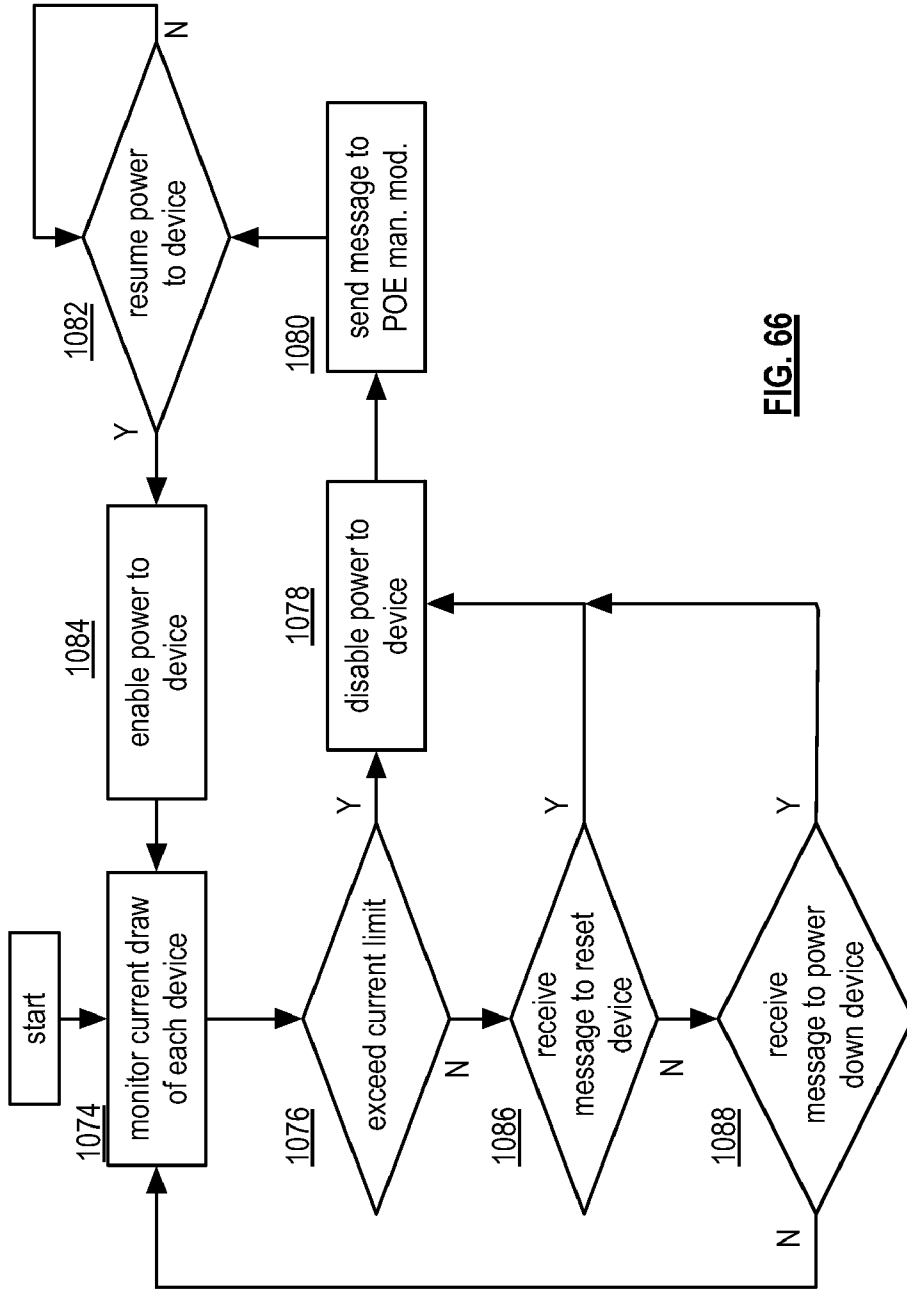 start
1074
monitor current draw
of each device
1084
enable power to
device
Y
1082
resume power
to device
N
1076
exceed current limit
Y
N
1078
disable power to
device
1080
send message to
POE man. mod.
1086
receive
message to reset
device
Y
N
1088
receive
message to power
down device
Y
N
FIG. 66